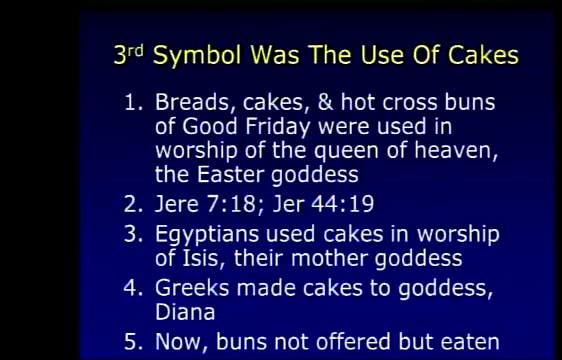 3rd Symbol Was The Use Of Cakes
1. Breads, cakes, & hot cross buns
of Good Friday were used in
worship of the queen of heaven,
the Easter goddess
2. Jere 7:18; Jer 44:19
3. Egyptians used cakes in worship
of Isis, their mother goddess
4. Greeks made cakes to goddess,
Diana
5. Now, buns not offered but eaten